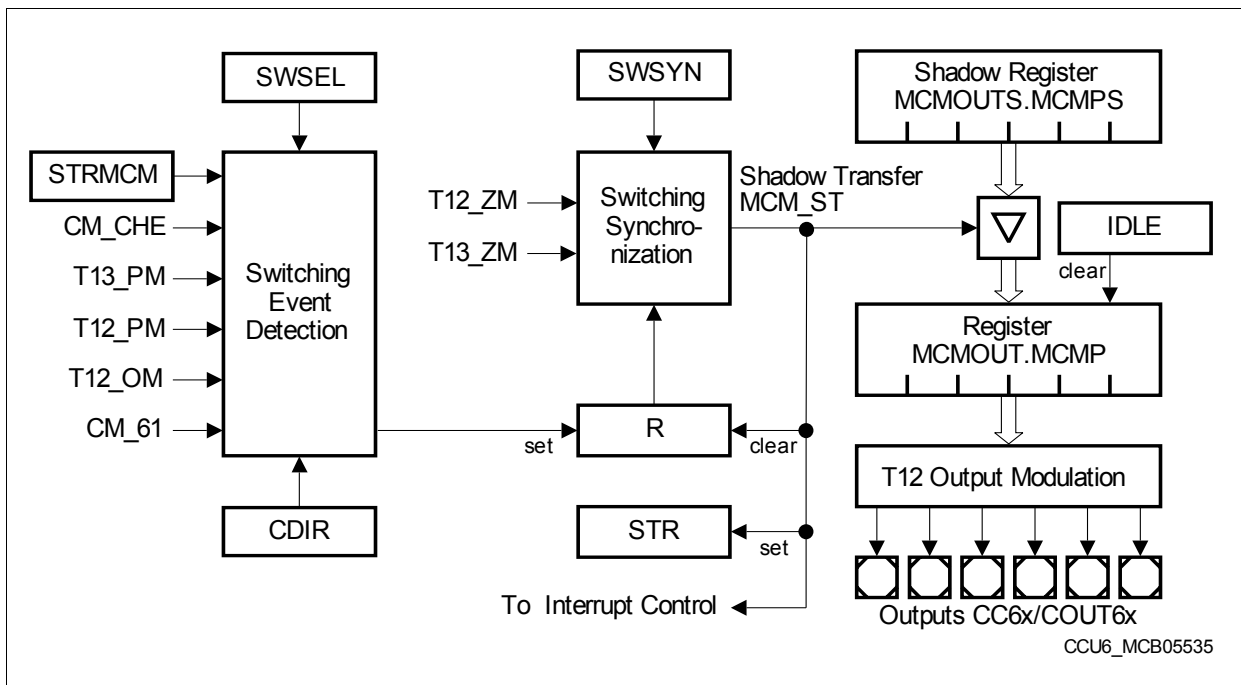 SWSEL
SWSYN
Shadow Register
MCMOUTS.MCMPS
STRMCM
CM_CHE
T13_PM
T12_PM
T12_OM
CM_61
Switching
Event
Detection
CDIR
T12_ZM
T13_ZM
Switching
Synchro-
nization
Shadow Transfer
MCM_ST
IDLE
clear
Register
MCMOUT.MCMP
set
R
clear
T12 Output Modulation
STR
set
To Interrupt Control
Outputs CC6x/COUT6x
CCU6_MCB05535